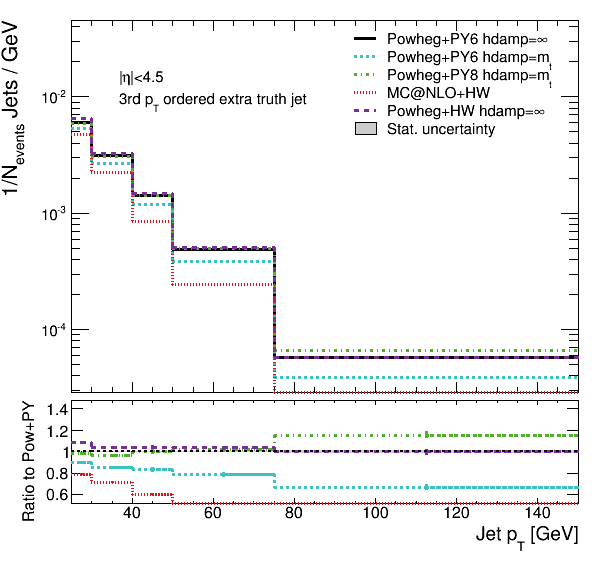 1/N_events Jets / GeV
Powheg+PY6 hdamp=∞
Powheg+PY6 hdamp=m_t
Powheg+PY8 hdamp=m_t
MC@NLO+HW
Powheg+HW hdamp=∞
Stat. uncertainty
|η|<4.5
3rd p_T ordered extra truth jet
10^-2
10^-3
10^-4
Ratio to Pow+PY
1.4
1.2
1
0.8
0.6
40 60 80 100 120 140
Jet p_T [GeV]